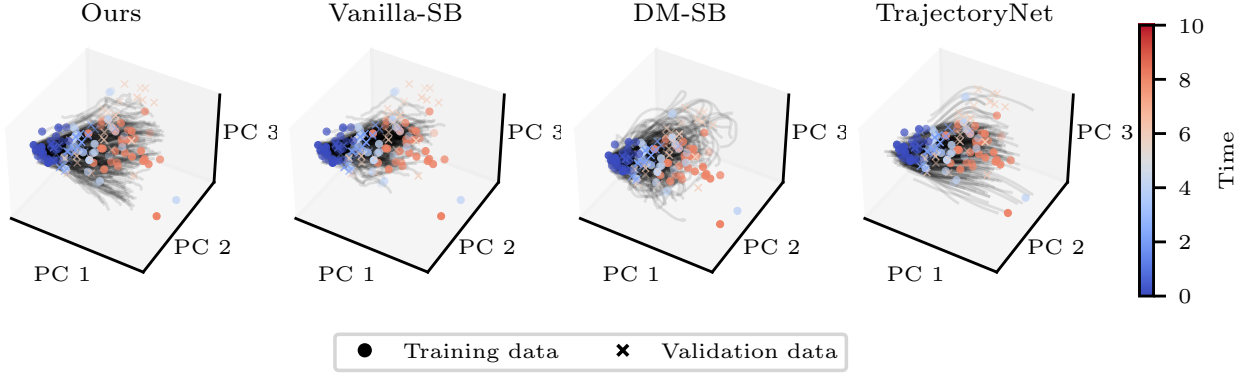 Ours
Vanilla-SB
DM-SB
TrajectoryNet
PC 1
PC 2
PC 3
PC 1
PC 2
PC 3
PC 1
PC 2
PC 3
PC 1
PC 2
PC 3
10
8
6
4
2
0
Time
Training data
Validation data